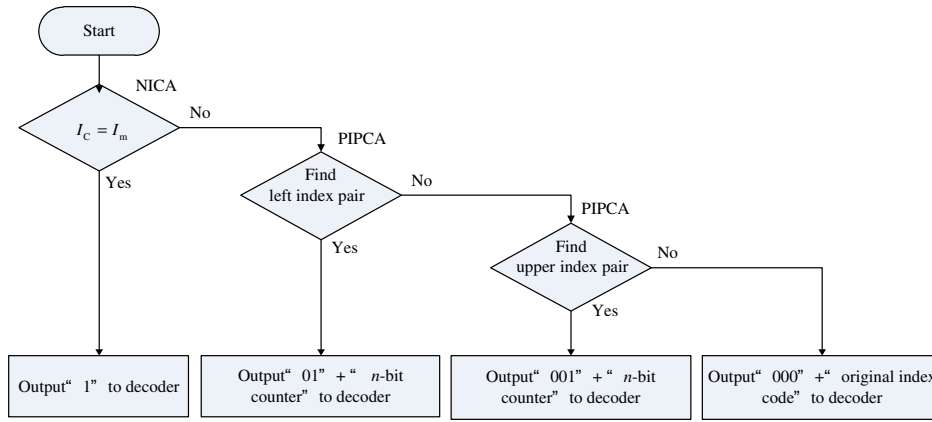 Start
NICA
I_C = I_m
No
Yes
PIPCA
Find
left index pair
No
Yes
PIPCA
Find
upper index pair
No
Yes
Output“ 1” to decoder
Output“ 01” +“ n-bit
counter” to decoder
Output“ 001” +“ n-bit
counter” to decoder
Output“ 000” +“ original index
code” to decoder